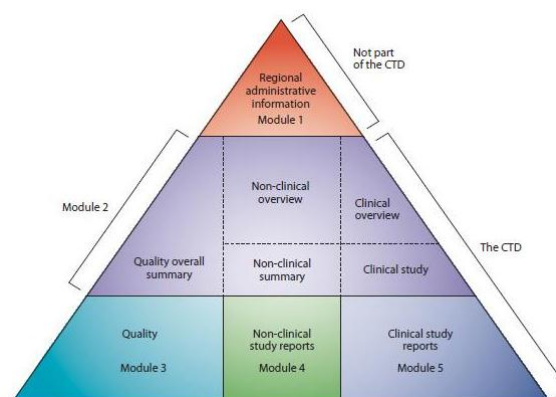 Not part
of the CTD
Regional
administrative
information
Module 1
Module 2
Non-clinical
overview
Clinical
overview
The CTD
Quality overall
summary
Non-clinical
summary
Clinical study
Quality
Module 3
Non-clinical
study reports
Module 4
Clinical study
reports
Module 5